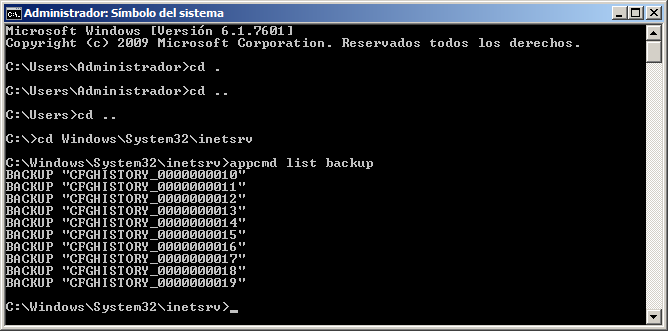 Administrador: Símbolo del sistema
Microsoft Windows [Versión 6.1.7601]
Copyright (c) 2009 Microsoft Corporation. Reservados todos los derechos.
C:\Users\Administrador>cd .
C:\Users\Administrador>cd ..
C:\Users>cd ..
C:\>cd Windows\System32\inetsrv
C:\Windows\System32\inetsrv>appcmd list backup
BACKUP "CFGHISTORY_0000000010"
BACKUP "CFGHISTORY_0000000011"
BACKUP "CFGHISTORY_0000000012"
BACKUP "CFGHISTORY_0000000013"
BACKUP "CFGHISTORY_0000000014"
BACKUP "CFGHISTORY_0000000015"
BACKUP "CFGHISTORY_0000000016"
BACKUP "CFGHISTORY_0000000017"
BACKUP "CFGHISTORY_0000000018"
BACKUP "CFGHISTORY_0000000019"
C:\Windows\System32\inetsrv>_